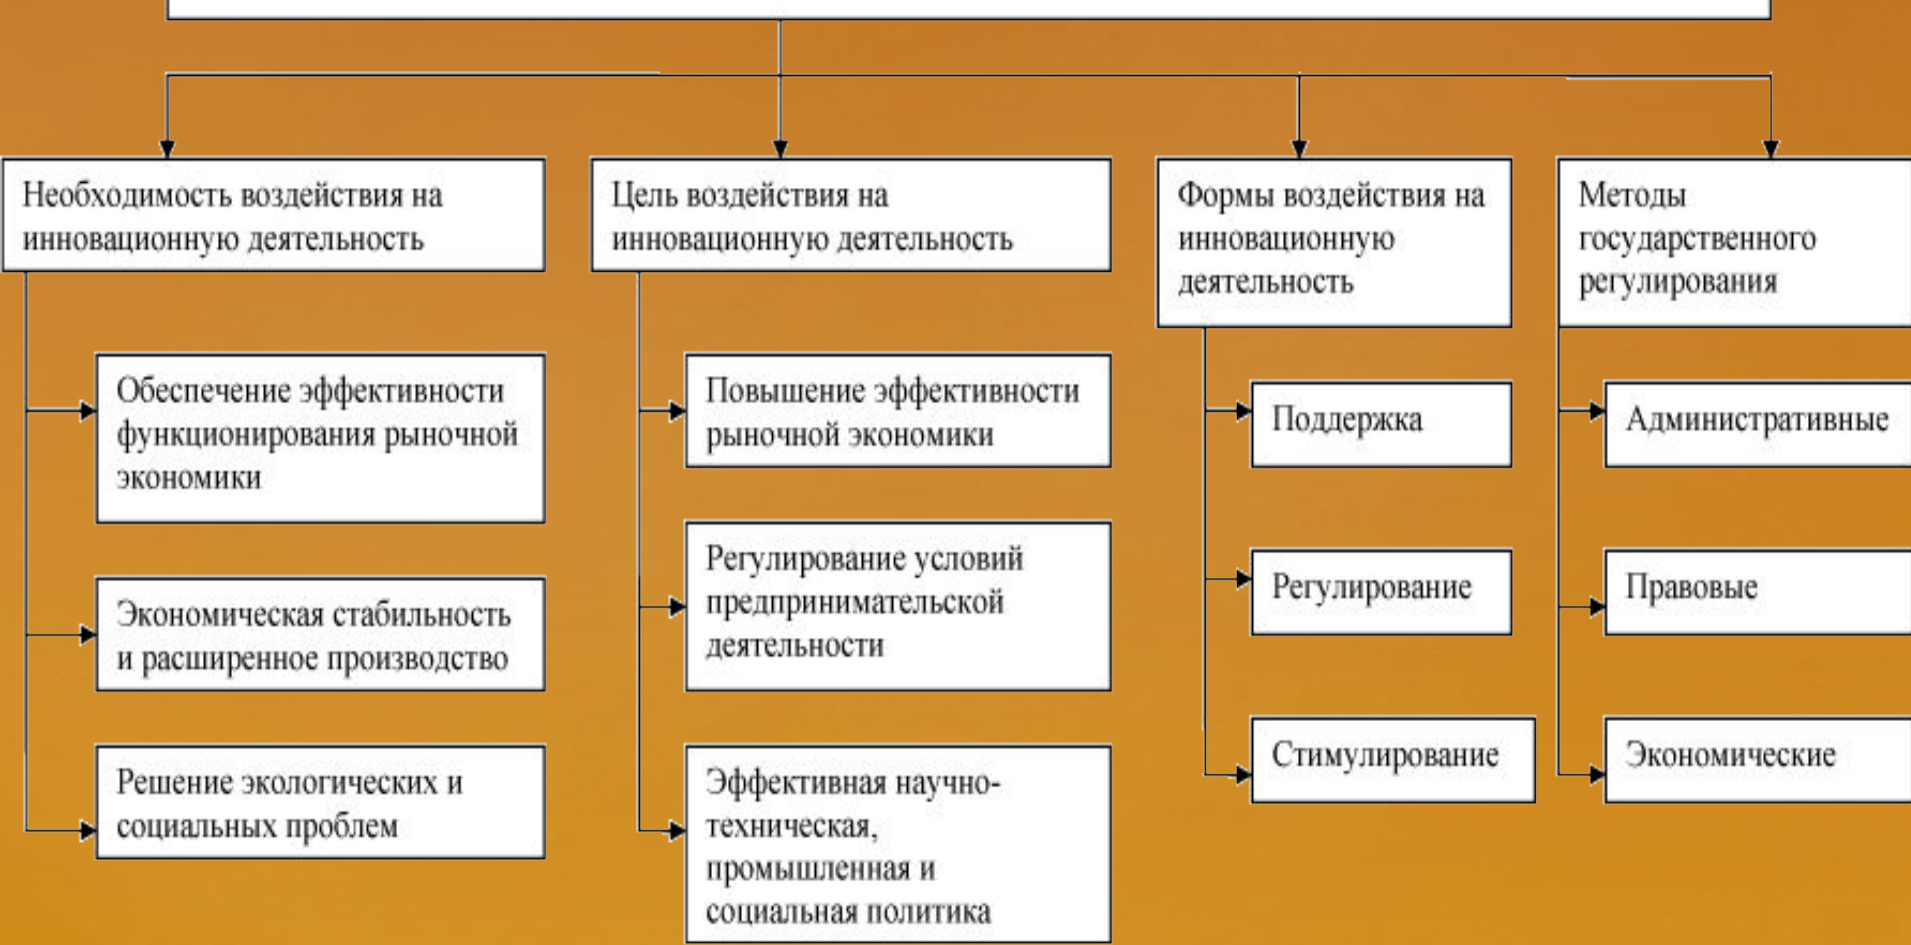 Необходимость воздействия на
инновационную деятельность
Обеспечение эффективности
функционирования рыночной
экономики
Экономическая стабильность
и расширенное производство
Решение экологических и
социальных проблем
Цель воздействия на
инновационную деятельность
Повышение эффективности
рыночной экономики
Регулирование условий
предпринимательской
деятельности
Эффективная научно-
техническая,
промышленная и
социальная политика
Формы воздействия на
инновационную
деятельность
Поддержка
Регулирование
Стимулирование
Методы
государственного
регулирования
Административные
Правовые
Экономические